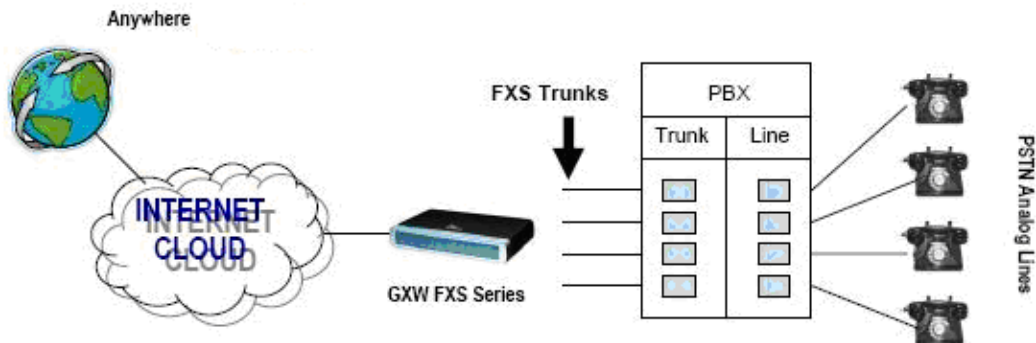 Anywhere
INTERNET
CLOUD
GXW FXS Series
FXS Trunks
PBX
Trunk
Line
PSTN Analog Lines